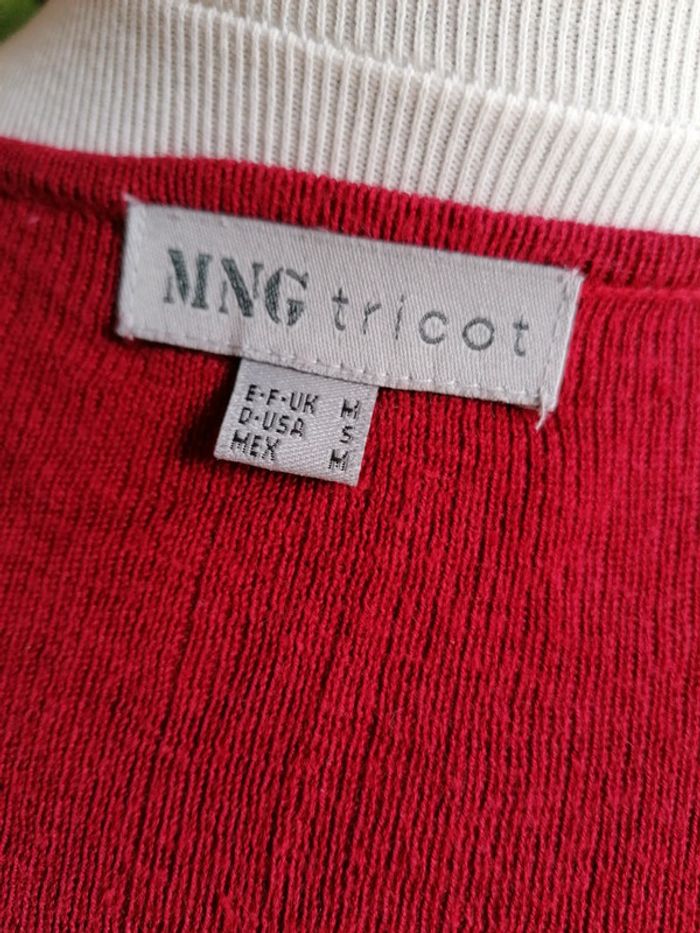 MNG tricot
E·F·UK M
D·USA S
MEX M